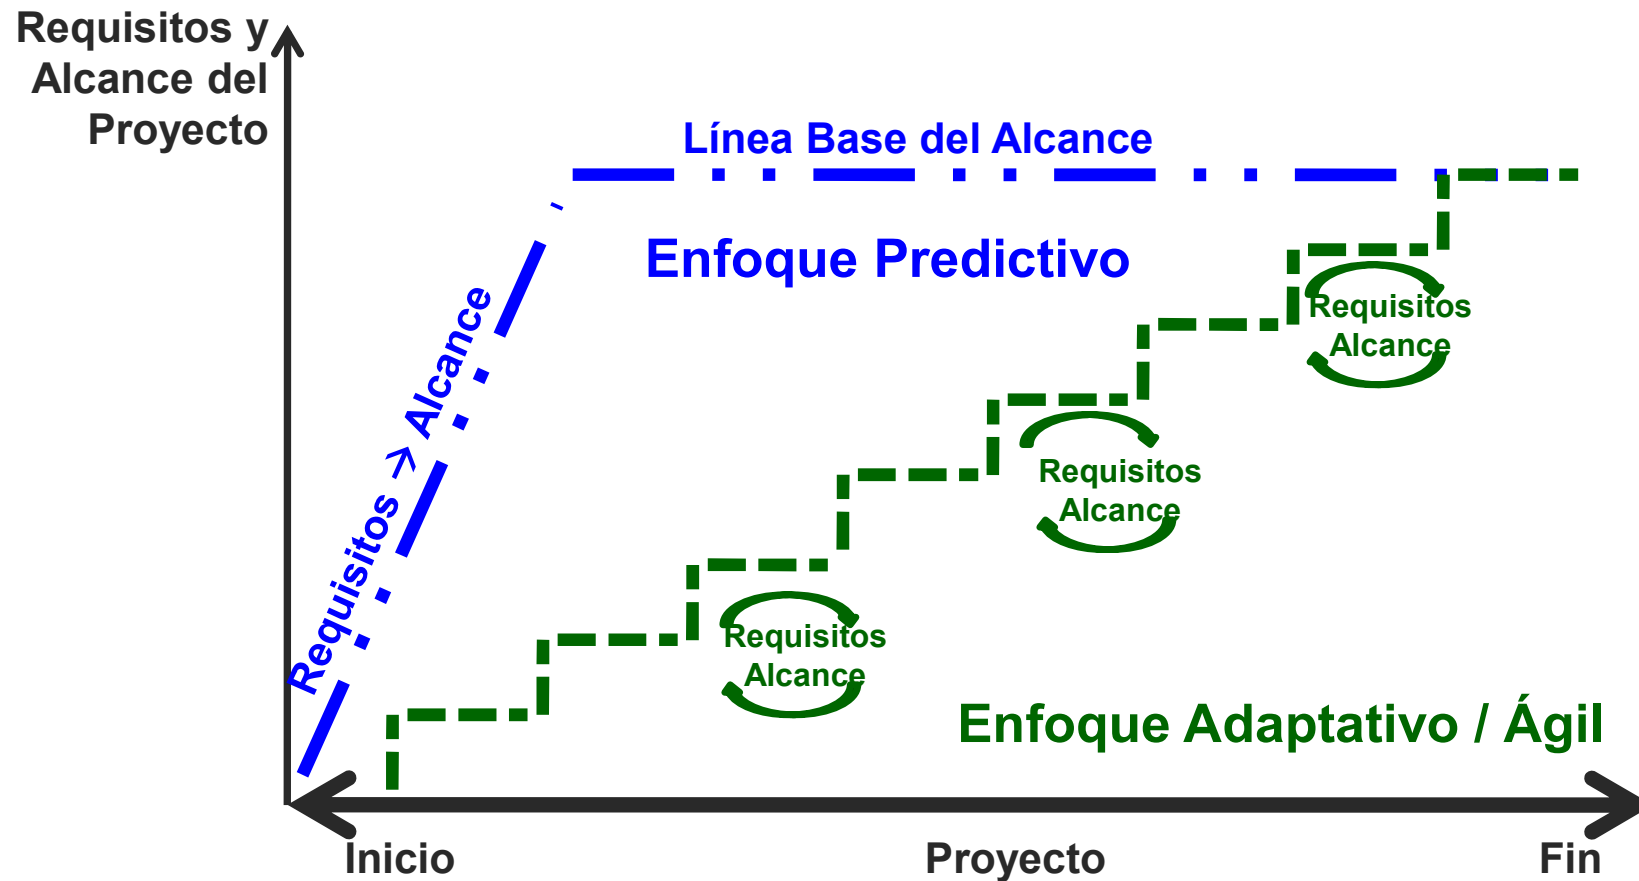 Requisitos y
Alcance del
Proyecto
Línea Base del Alcance
Enfoque Predictivo
Requisitos -> Alcance
Requisitos
Alcance
Requisitos
Alcance
Requisitos
Alcance
Enfoque Adaptativo / Ágil
Inicio
Proyecto
Fin